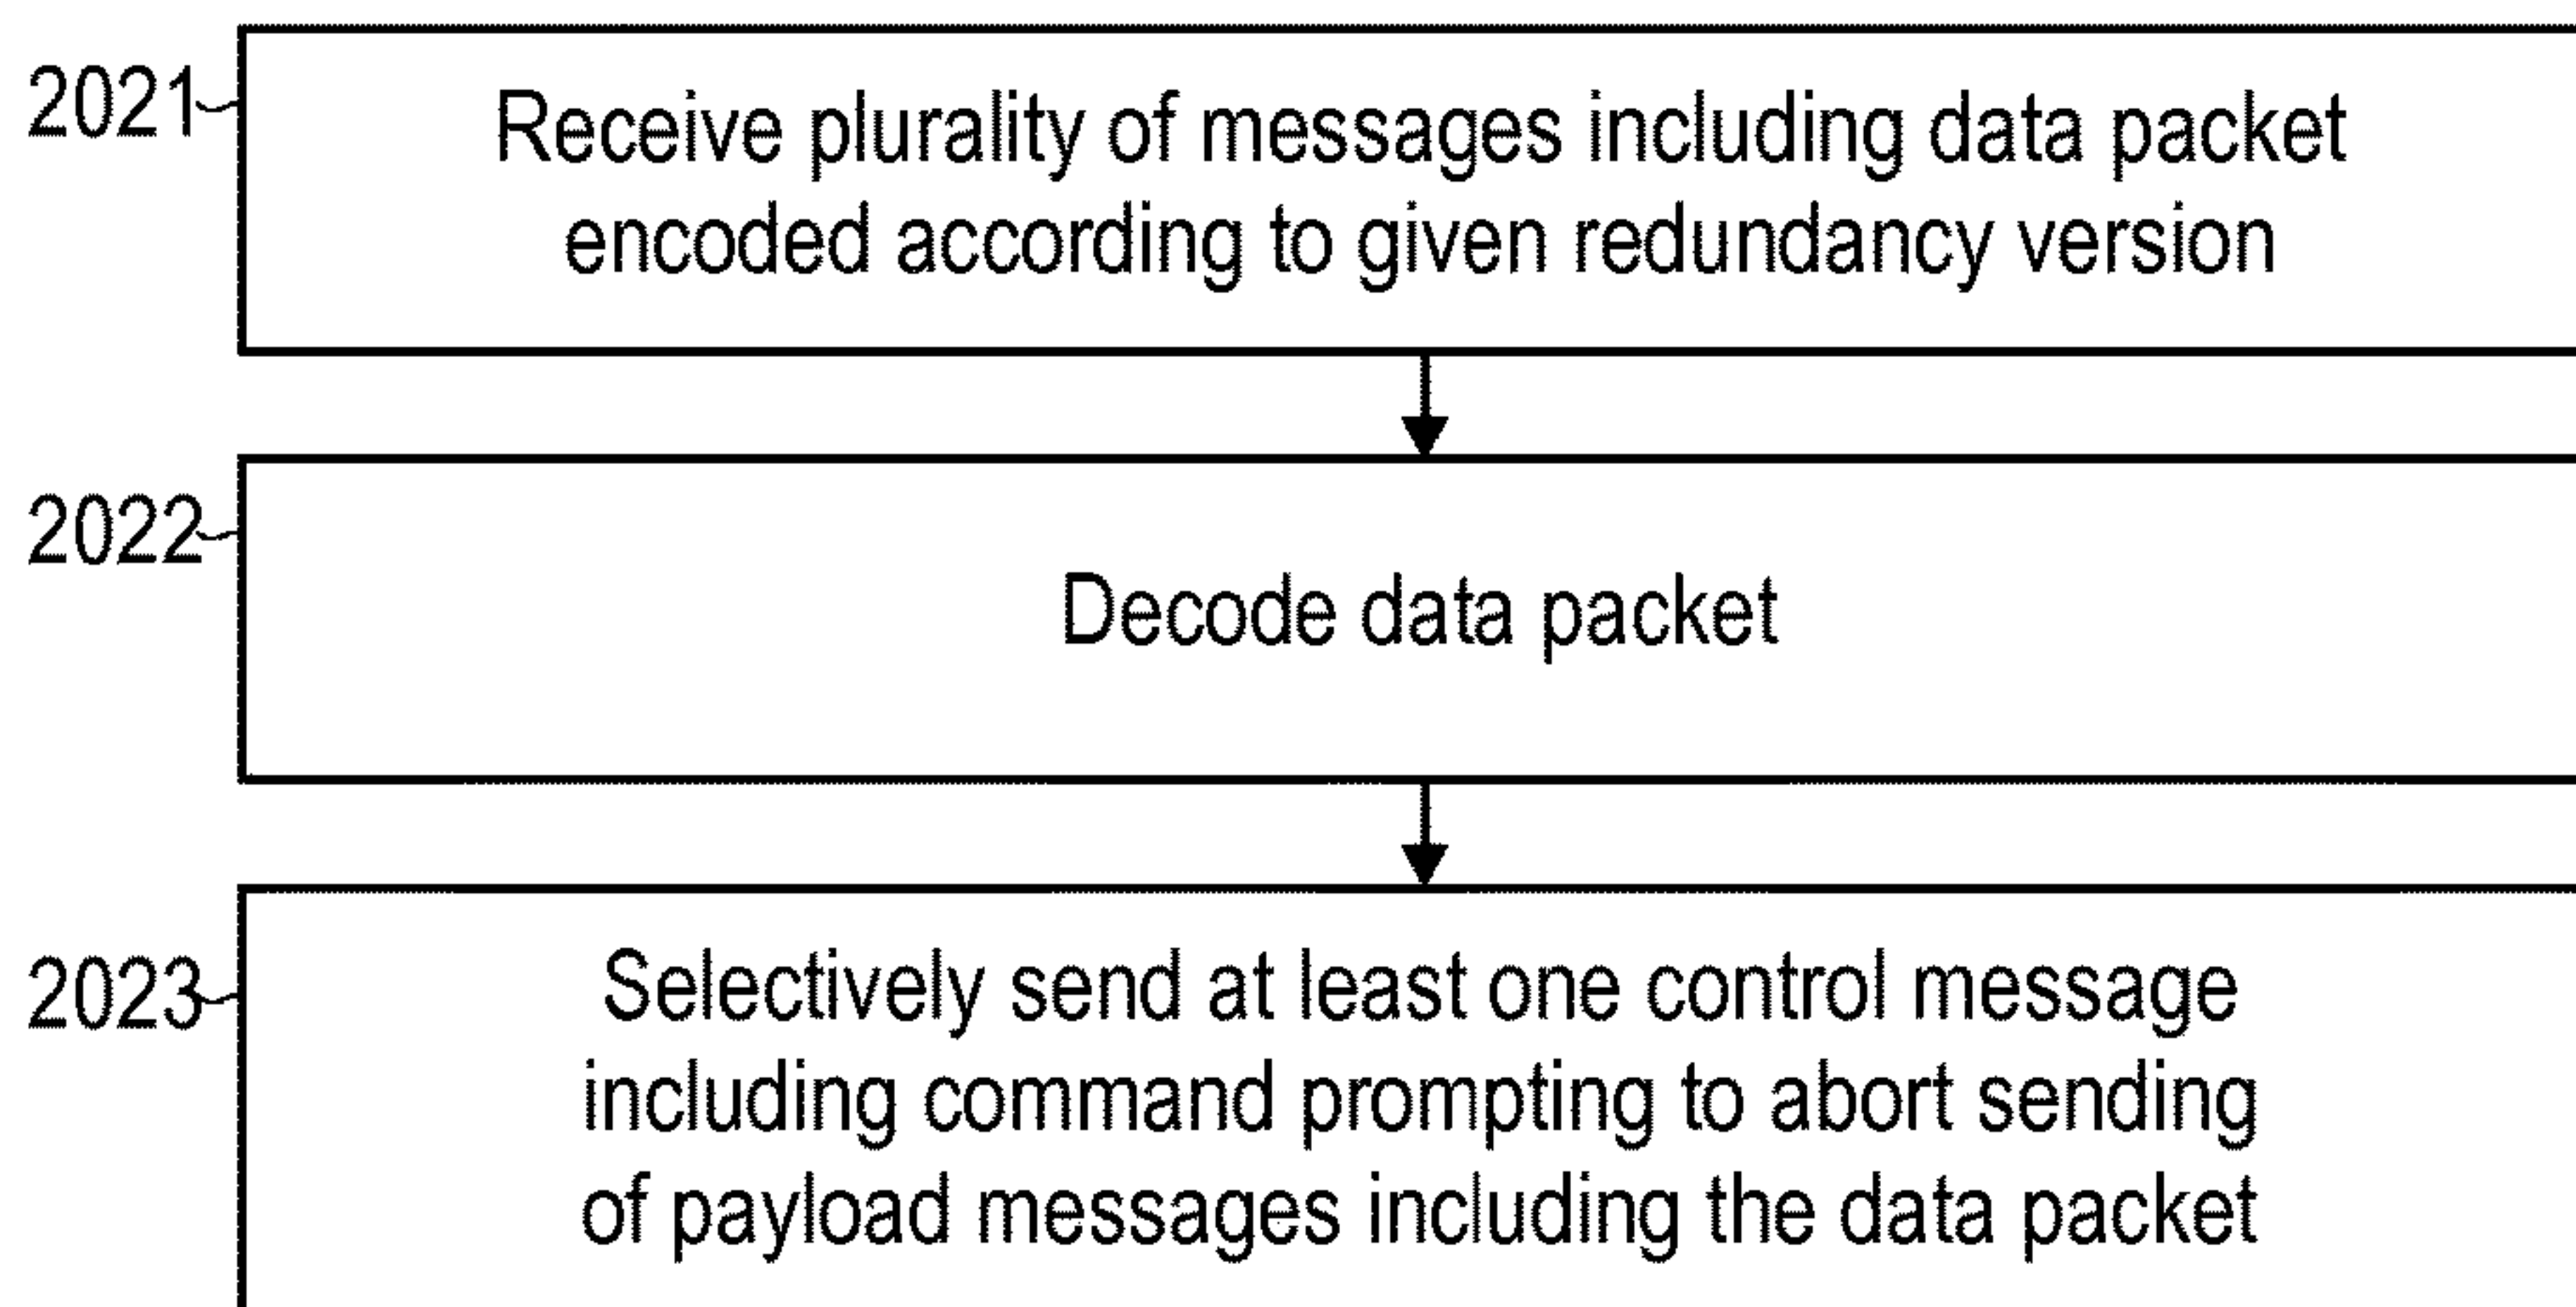 2021
Receive plurality of messages including data packet
encoded according to given redundancy version
2022
Decode data packet
2023
Selectively send at least one control message
including command prompting to abort sending
of payload messages including the data packet